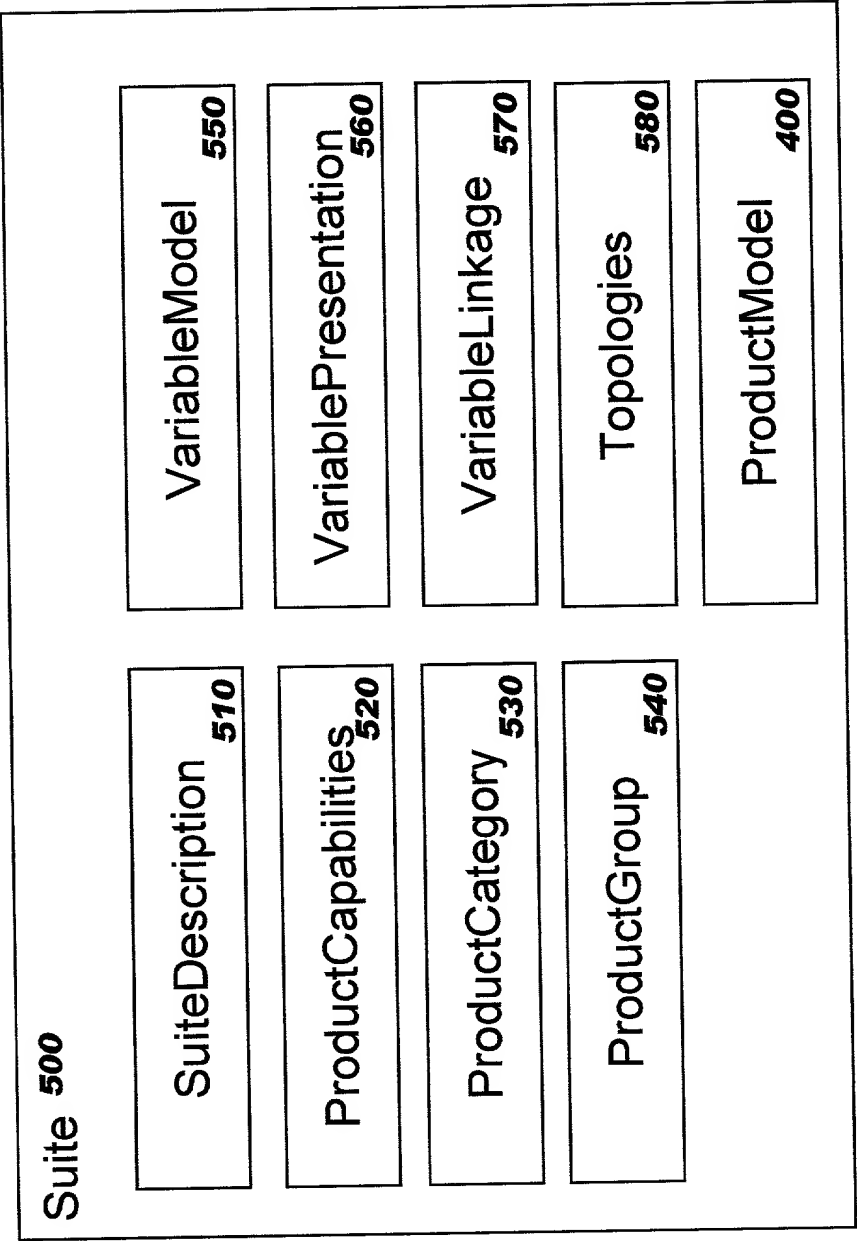 Suite 500
SuiteDescription
510
ProductCapabilities
520
ProductCategory
530
ProductGroup
540
VariableModel
550
VariablePresentation
560
VariableLinkage
570
Topologies
580
ProductModel
400